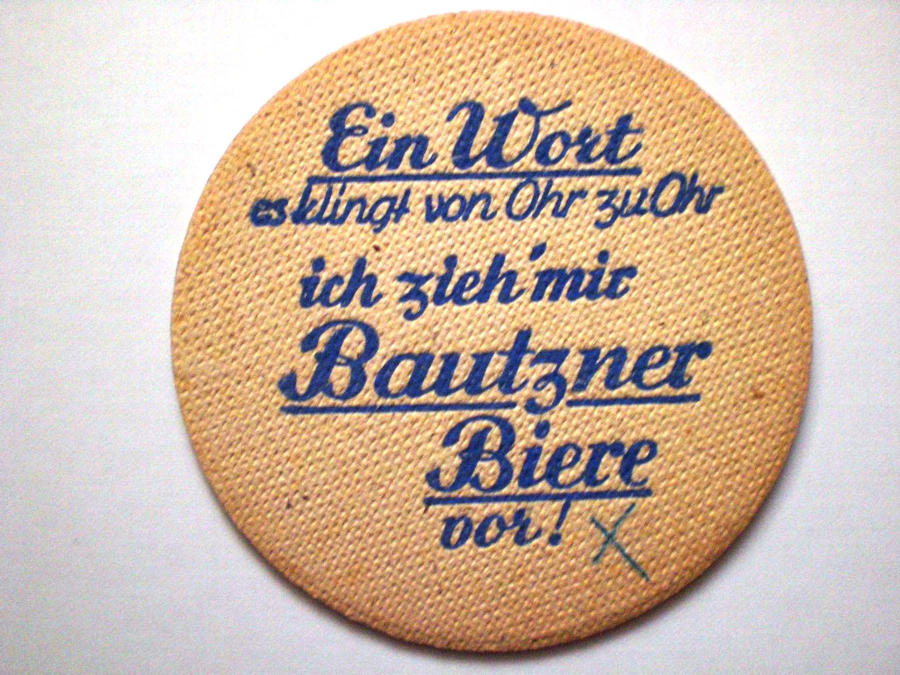 Ein Wort
es klingt von Ohr zu Ohr
ich zieh' mir
Bautzner
Biere
vor!
X